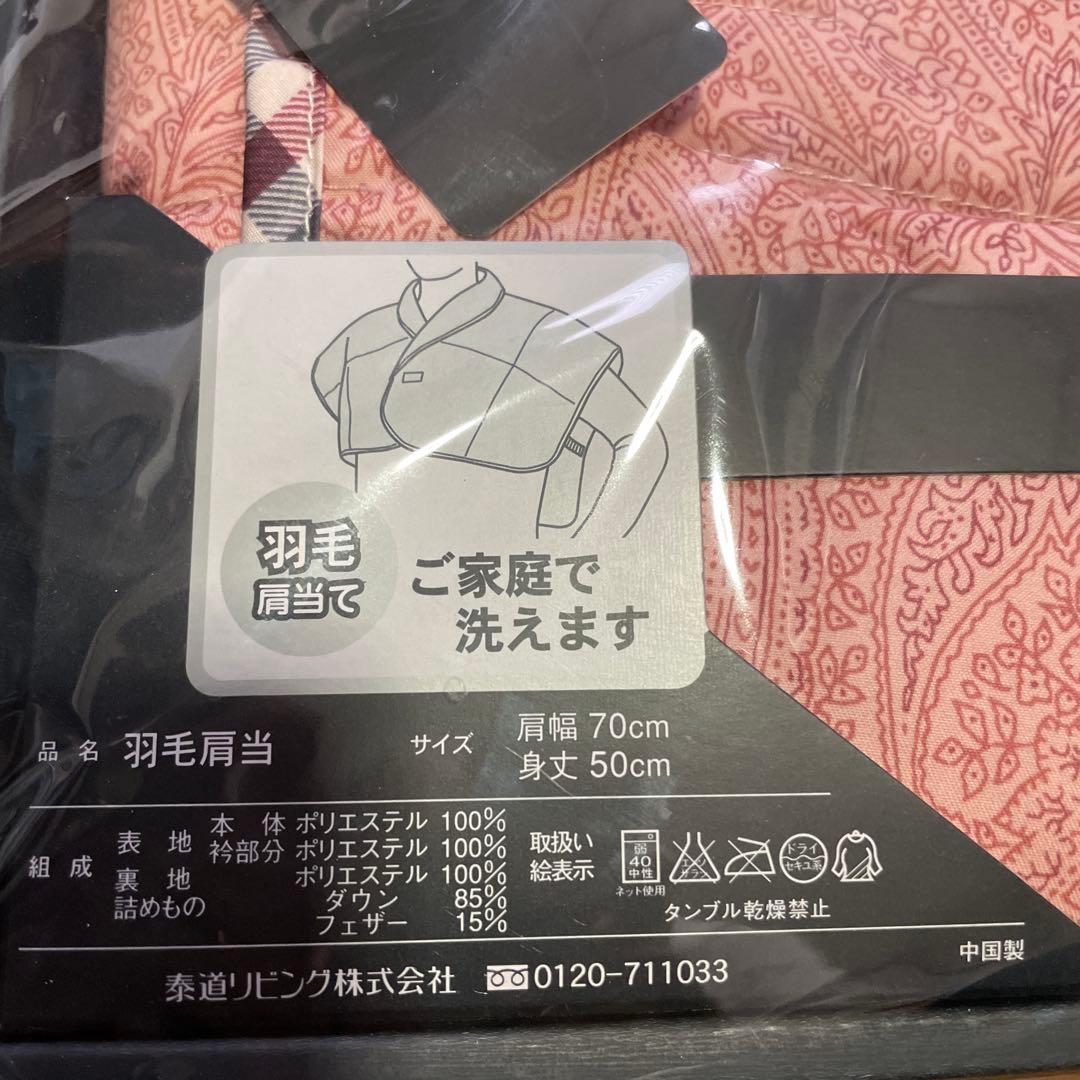 羽毛
肩当て
ご家庭で
洗えます
品名 羽毛肩当 サイズ 肩幅 70cm
身丈 50cm
組成 表地 本体 ポリエステル 100%
衿部分 ポリエステル 100%
裏地 ポリエステル 100%
詰めもの ダウン 85%
フェザー 15%
取扱い
絵表示
弱
40
中性
ネット使用
エンソ
サラシ
ドライ
セキユ系
タンブル乾燥禁止
中国製
泰道リビング株式会社 0120-711033